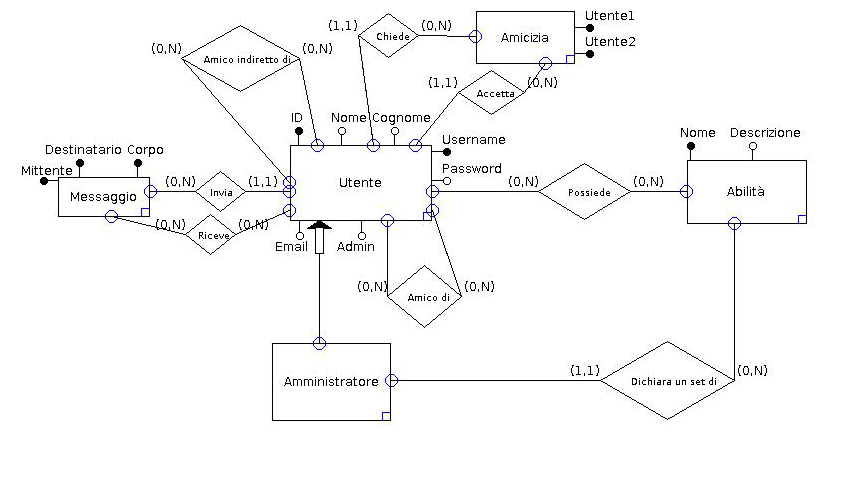 Utente1
(1,1)
(0,N)
Chiede
Amicizia
Utente2
(0,N)
(0,N)
Amico indiretto di
(1,1)
(0,N)
Accetta
ID
Nome
Cognome
Username
Nome
Descrizione
Destinatario
Corpo
Mittente
Password
Messaggio
(0,N)
Invia
(1,1)
Utente
(0,N)
Possiede
(0,N)
Abilità
(0,N)
Riceve
(0,N)
Email
Admin
(0,N)
Amico di
(0,N)
Amministratore
(1,1)
Dichiara un set di
(0,N)